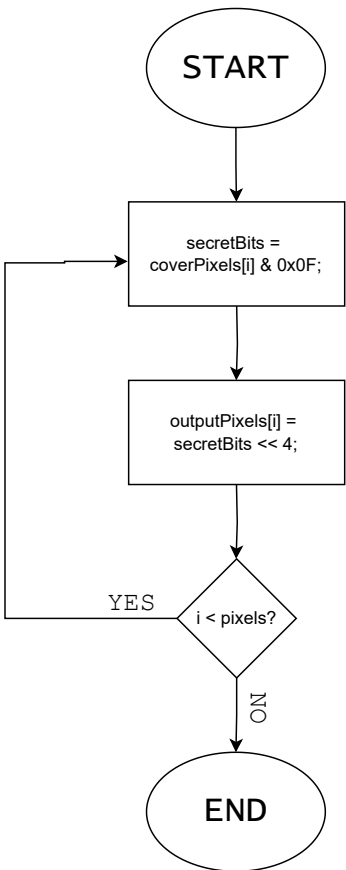 START
secretBits =
coverPixels[i] & 0x0F;
outputPixels[i] =
secretBits << 4;
YES
i < pixels?
NO
END